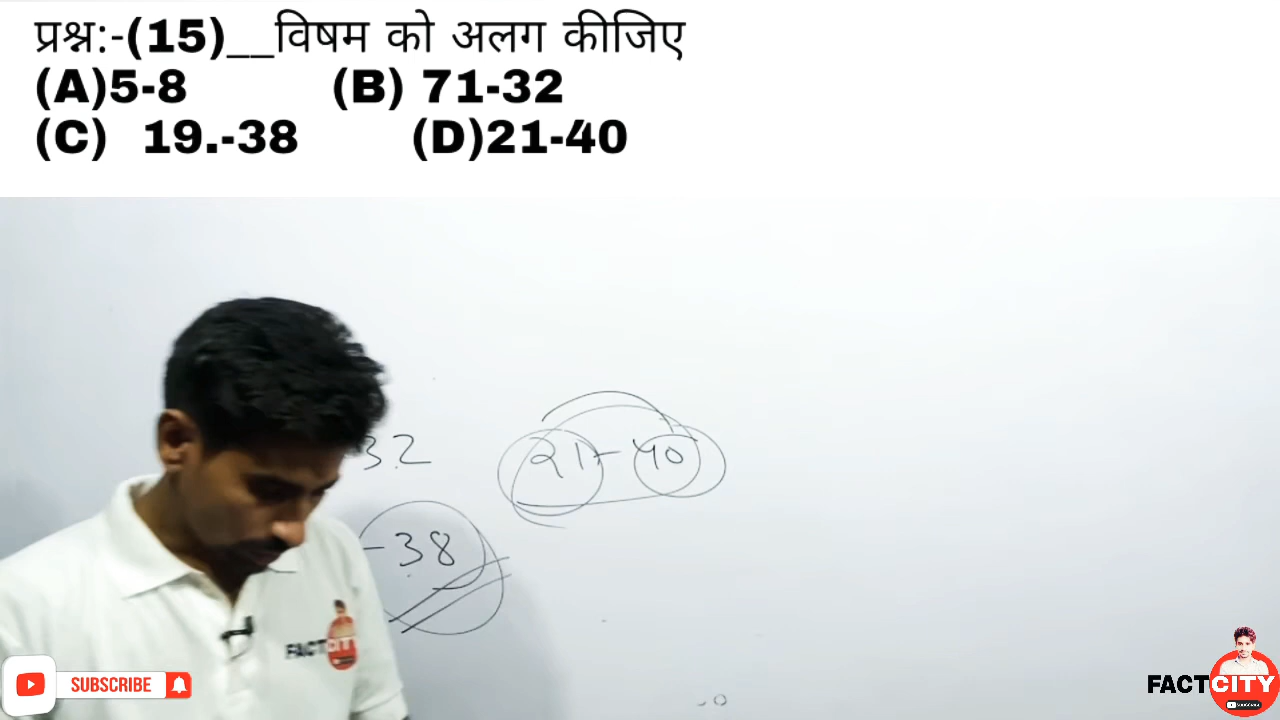 प्रश्न:-(15)__विषम को अलग कीजिए
(A)5-8 (B) 71-32
(C) 19.-38 (D)21-40
32
21-40
-38
FACTCITY
SUBSCRIBE
FACTCITY